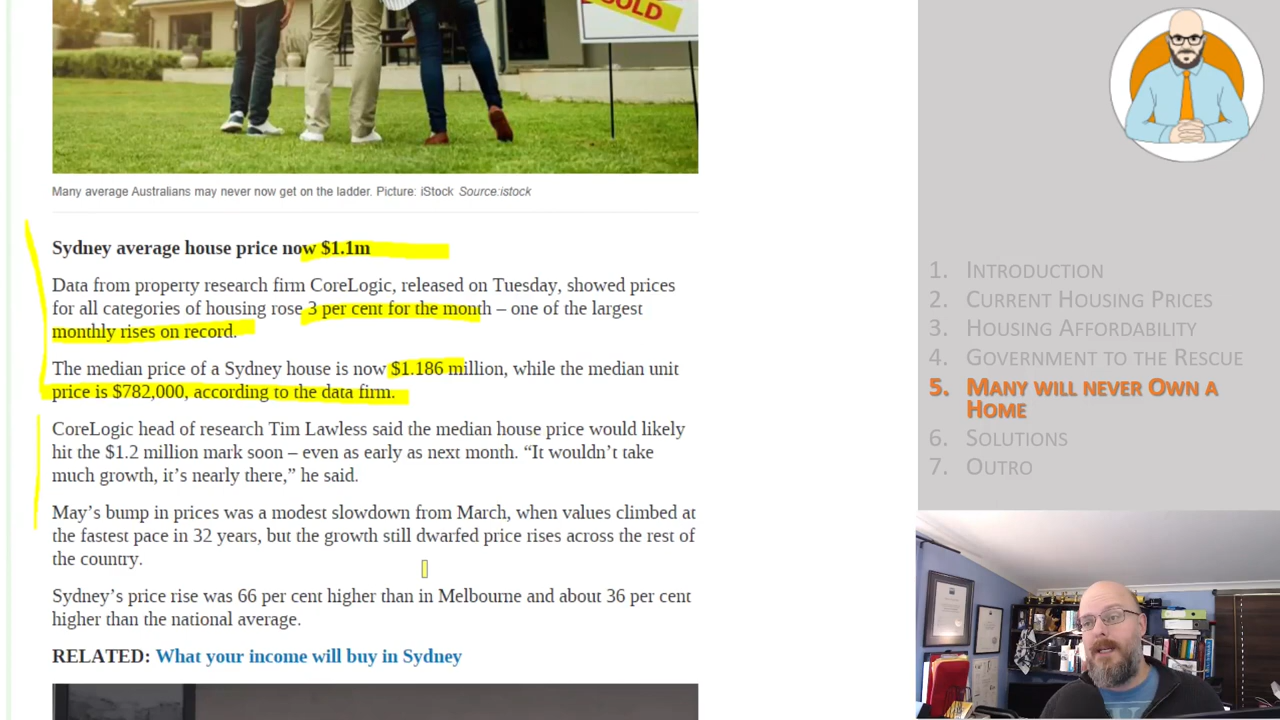 SOLD
Many average Australians may never now get on the ladder. Picture: iStock Source:istock
Sydney average house price now $1.1m
Data from property research firm CoreLogic, released on Tuesday, showed prices
for all categories of housing rose 3 per cent for the month – one of the largest
monthly rises on record.
The median price of a Sydney house is now $1.186 million, while the median unit
price is $782,000, according to the data firm.
CoreLogic head of research Tim Lawless said the median house price would likely
hit the $1.2 million mark soon – even as early as next month. “It wouldn’t take
much growth, it’s nearly there,” he said.
May’s bump in prices was a modest slowdown from March, when values climbed at
the fastest pace in 32 years, but the growth still dwarfed price rises across the rest of
the country.
Sydney’s price rise was 66 per cent higher than in Melbourne and about 36 per cent
higher than the national average.
RELATED: What your income will buy in Sydney
1. INTRODUCTION
2. CURRENT HOUSING PRICES
3. HOUSING AFFORDABILITY
4. GOVERNMENT TO THE RESCUE
5. MANY WILL NEVER OWN A
HOME
6. SOLUTIONS
7. OUTRO